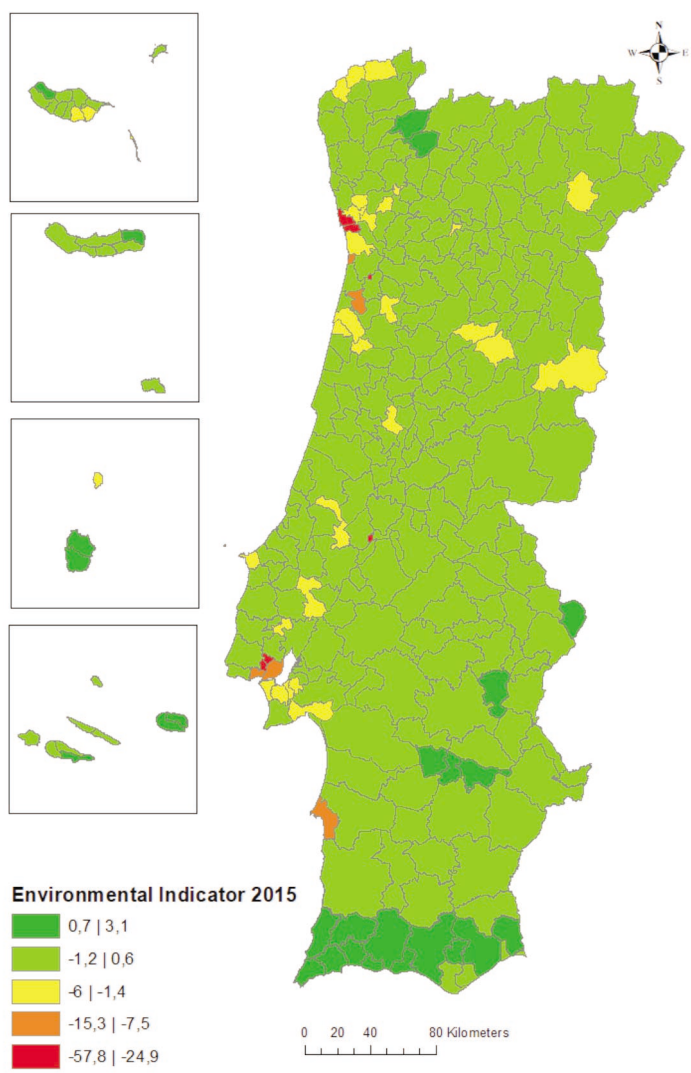 N
W E
S
Environmental Indicator 2015
0,7 | 3,1
-1,2 | 0,6
-6 | -1,4
-15,3 | -7,5
-57,8 | -24,9
0 20 40 80 Kilometers